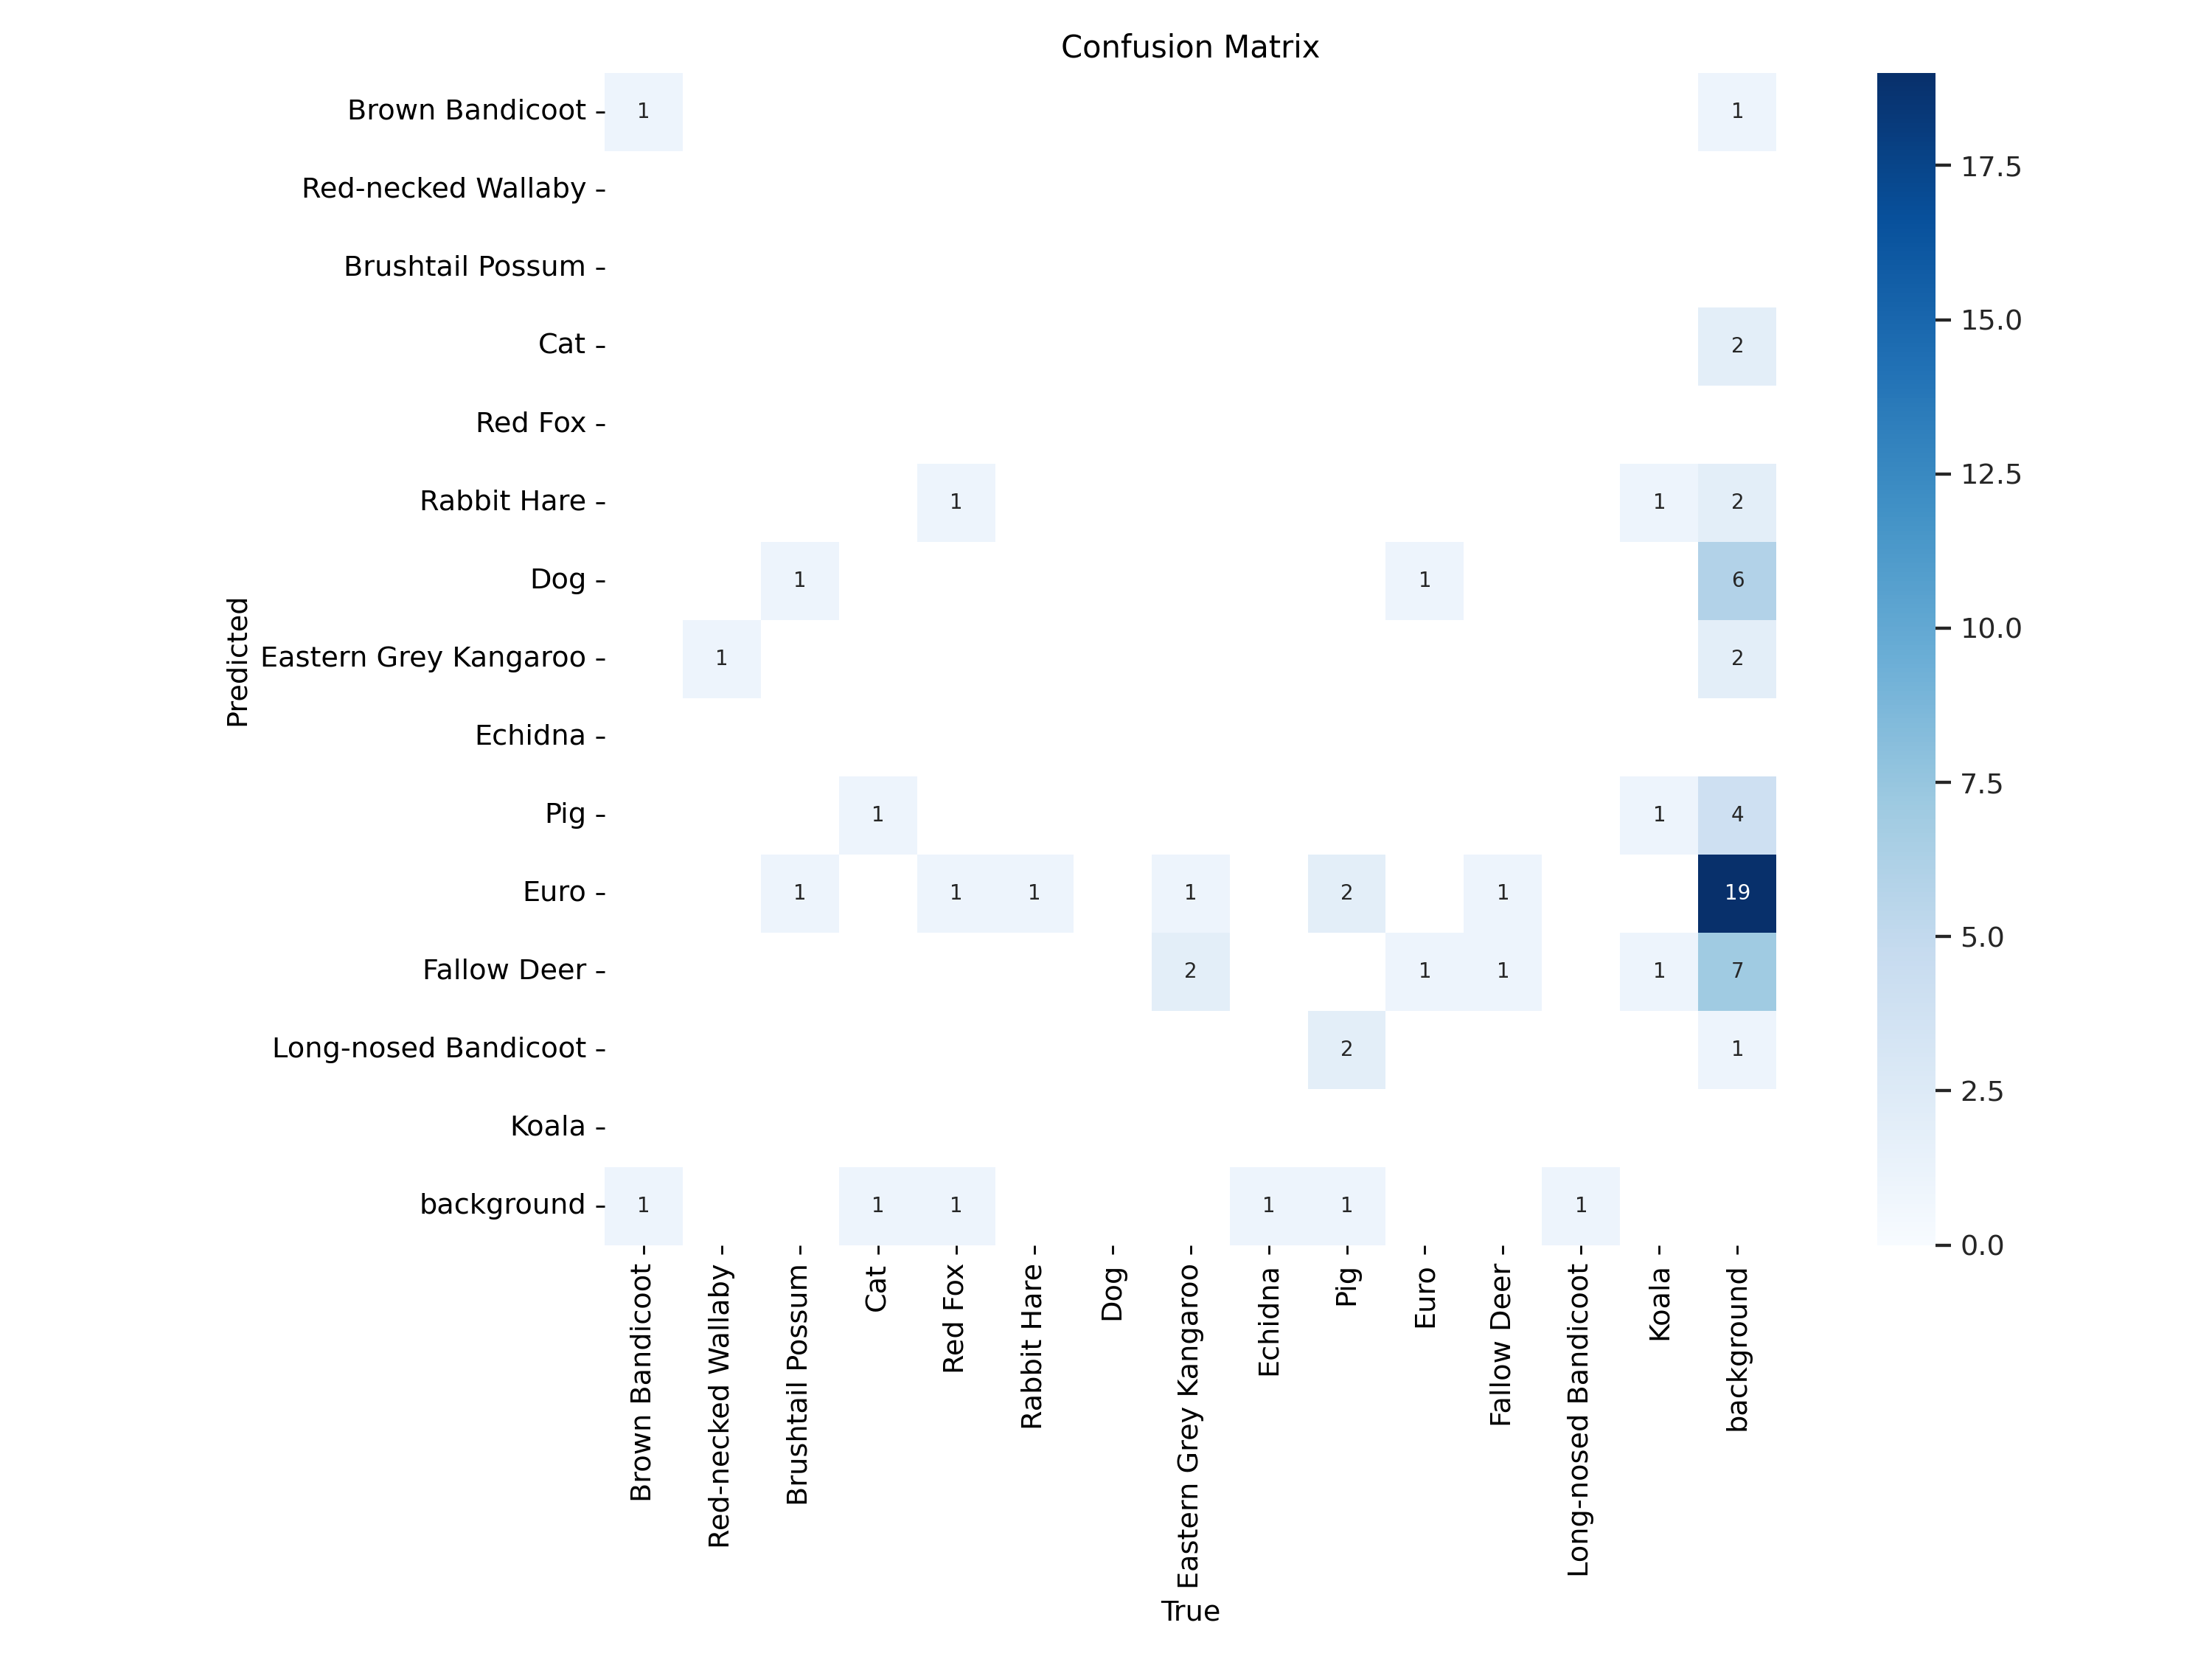 Confusion Matrix
Predicted
Brown Bandicoot 1 1
Red-necked Wallaby
Brushtail Possum
Cat 2
Red Fox
Rabbit Hare 1 1 2
Dog 1 1 6
Eastern Grey Kangaroo 1 2
Echidna
Pig 1 1 4
Euro 1 1 1 1 2 1 19
Fallow Deer 2 1 1 1 7
Long-nosed Bandicoot 2 1
Koala
background 1 1 1 1 1 1
Brown Bandicoot
Red-necked Wallaby
Brushtail Possum
Cat
Red Fox
Rabbit Hare
Dog
Eastern Grey Kangaroo
Echidna
Pig
Euro
Fallow Deer
Long-nosed Bandicoot
Koala
background
True
17.5
15.0
12.5
10.0
7.5
5.0
2.5
0.0